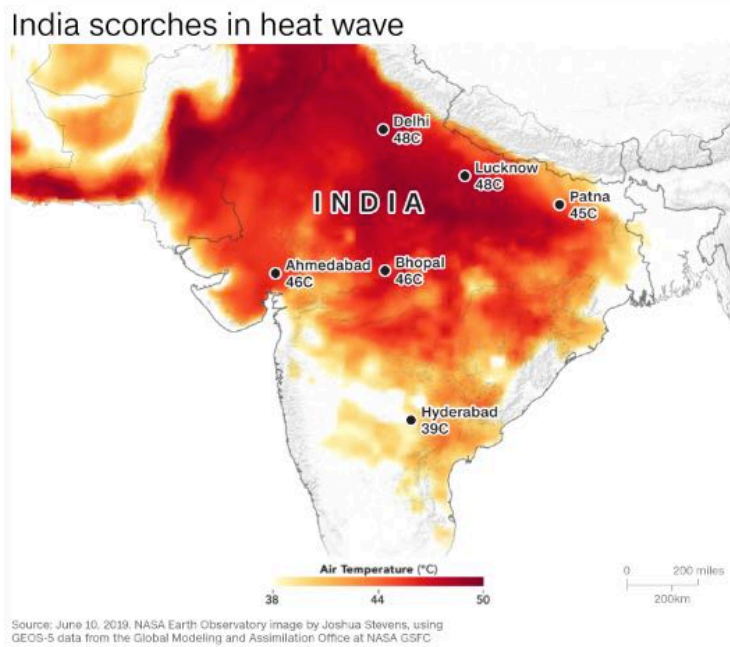 India scorches in heat wave
Delhi
48C
Lucknow
48C
Patna
45C
INDIA
Ahmedabad
46C
Bhopal
46C
Hyderabad
39C
Air Temperature (°C)
38 44 50
0 200 miles
200km
Source: June 10, 2019. NASA Earth Observatory image by Joshua Stevens, using
GEOS-5 data from the Global Modeling and Assimilation Office at NASA GSFC